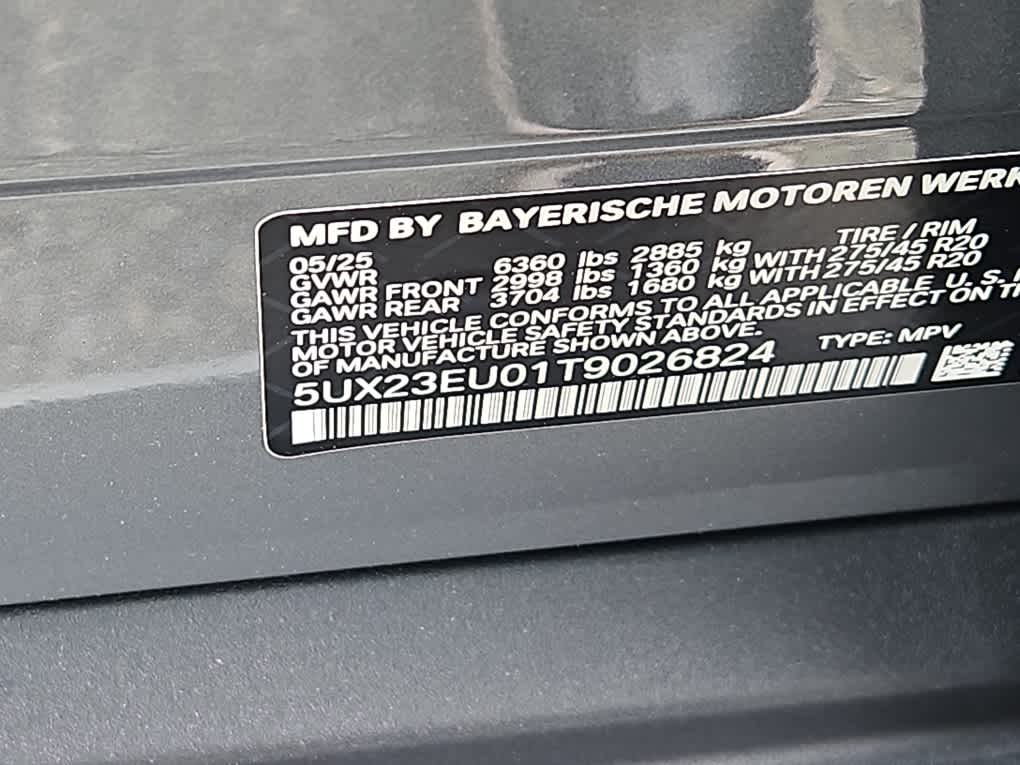 MFD BY BAYERISCHE MOTOREN WERK
05/25 TIRE / RIM
GVWR 6360 lbs 2885 kg
GAWR FRONT 2998 lbs 1360 kg WITH 275/45 R20
GAWR REAR 3704 lbs 1680 kg WITH 275/45 R20
THIS VEHICLE CONFORMS TO ALL APPLICABLE U. S.
MOTOR VEHICLE SAFETY STANDARDS IN EFFECT ON TH
OF MANUFACTURE SHOWN ABOVE.
5UX23EU01T9026824 TYPE: MPV